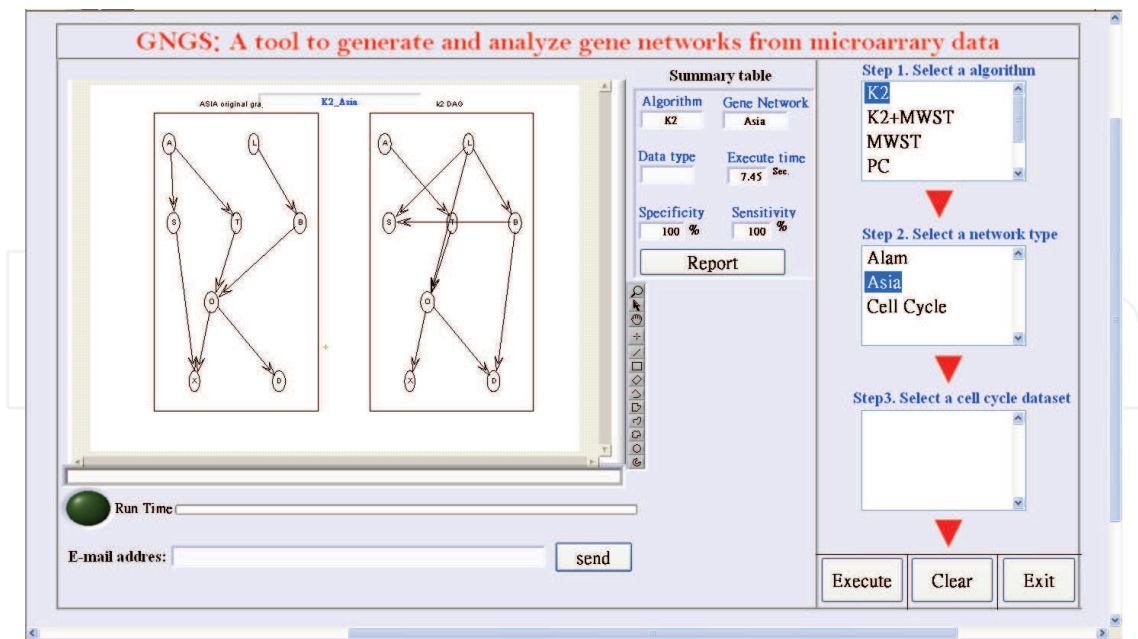 GNGS: A tool to generate and analyze gene networks from microarrary data
ASIA original gra
K2_Asia
k2 DAG
A
L
S
T
B
O
X
D
A
L
S
T
B
O
X
D
Summary table
Algorithm Gene Network
K2 Asia
Data type Execute time
7.45 Sec.
Specificity Sensitivity
100 % 100 %
Report
Run Time
E-mail addres:
send
Step 1. Select a algorithm
K2
K2+MWST
MWST
PC
Step 2. Select a network type
Alam
Asia
Cell Cycle
Step3. Select a cell cycle dataset
Execute Clear Exit